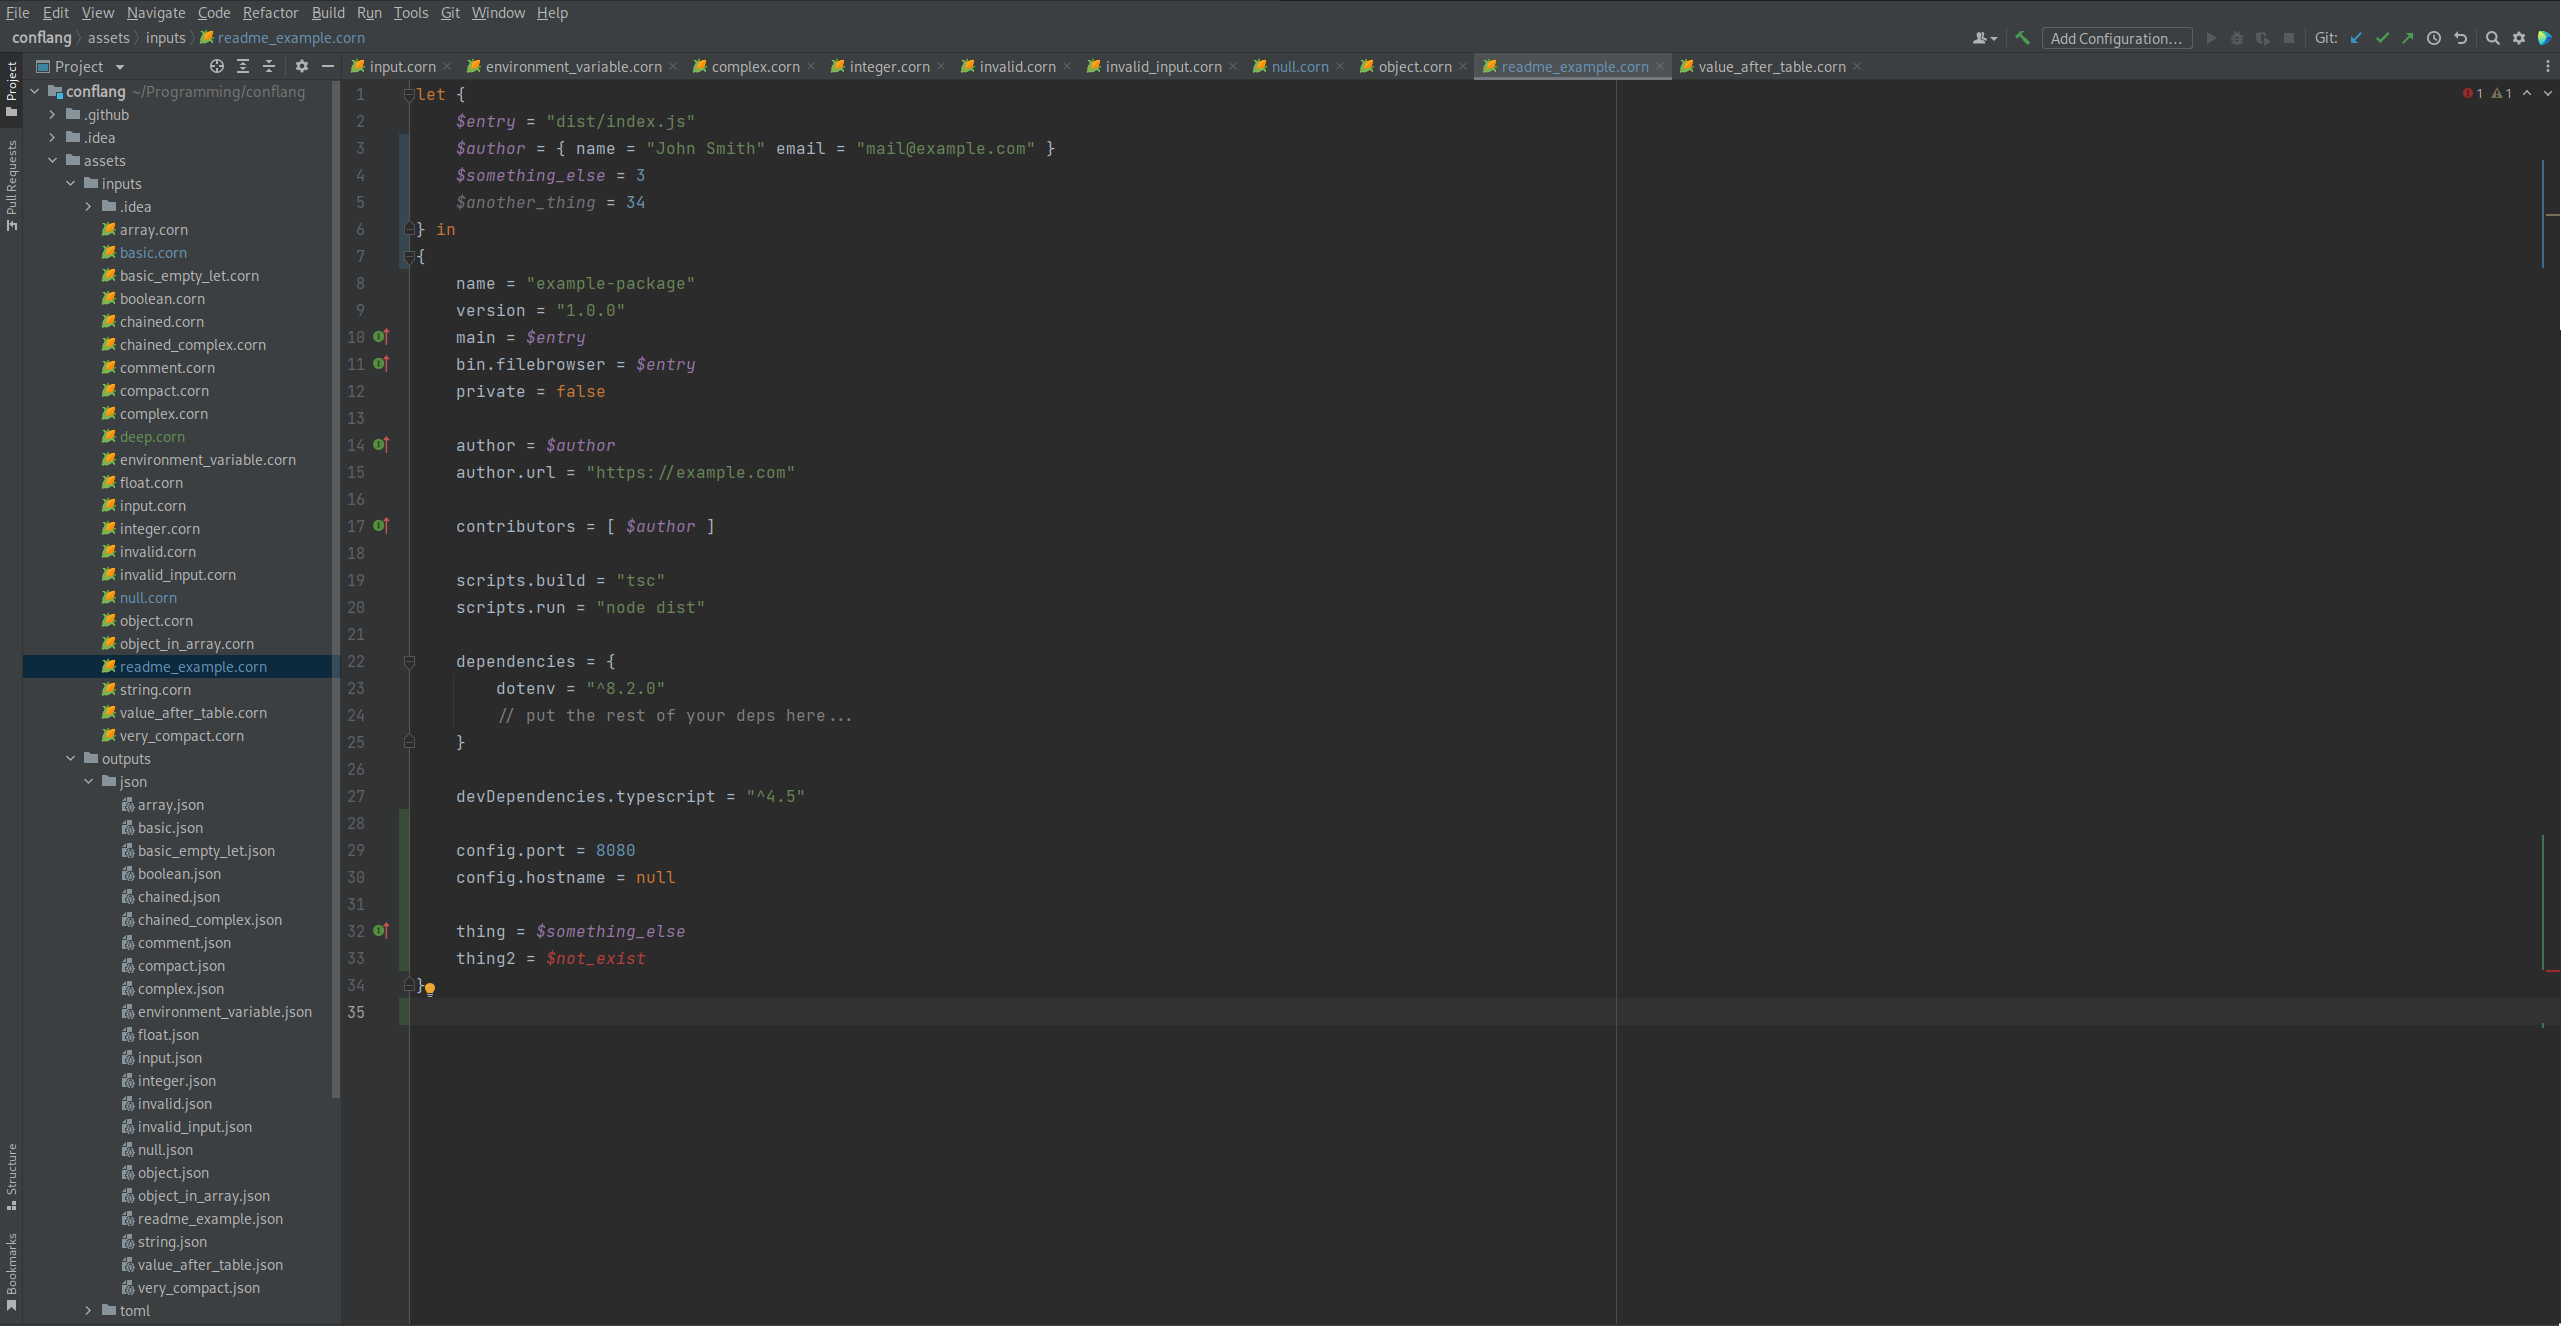 File Edit View Navigate Code Refactor Build Run Tools Git Window Help
conflang assets inputs readme_example.corn
Add Configuration... Git:
Project
input.corn environment_variable.corn complex.corn integer.corn invalid.corn invalid_input.corn null.corn object.corn readme_example.corn value_after_table.corn
Project
Pull Requests
Structure
Bookmarks
conflang ~/Programming/conflang
.github
.idea
assets
inputs
.idea
array.corn
basic.corn
basic_empty_let.corn
boolean.corn
chained.corn
chained_complex.corn
comment.corn
compact.corn
complex.corn
deep.corn
environment_variable.corn
float.corn
input.corn
integer.corn
invalid.corn
invalid_input.corn
null.corn
object.corn
object_in_array.corn
readme_example.corn
string.corn
value_after_table.corn
very_compact.corn
outputs
json
array.json
basic.json
basic_empty_let.json
boolean.json
chained.json
chained_complex.json
comment.json
compact.json
complex.json
environment_variable.json
float.json
input.json
integer.json
invalid.json
invalid_input.json
null.json
object.json
object_in_array.json
readme_example.json
string.json
value_after_table.json
very_compact.json
toml
1 let {
2 $entry = "dist/index.js"
3 $author = { name = "John Smith" email = "mail@example.com" }
4 $something_else = 3
5 $another_thing = 34
6 } in
7 {
8 name = "example-package"
9 version = "1.0.0"
10 main = $entry
11 bin.filebrowser = $entry
12 private = false
13
14 author = $author
15 author.url = "https://example.com"
16
17 contributors = [ $author ]
18
19 scripts.build = "tsc"
20 scripts.run = "node dist"
21
22 dependencies = {
23 dotenv = "^8.2.0"
24 // put the rest of your deps here...
25 }
26
27 devDependencies.typescript = "^4.5"
28
29 config.port = 8080
30 config.hostname = null
31
32 thing = $something_else
33 thing2 = $not_exist
34 }
35
1 1